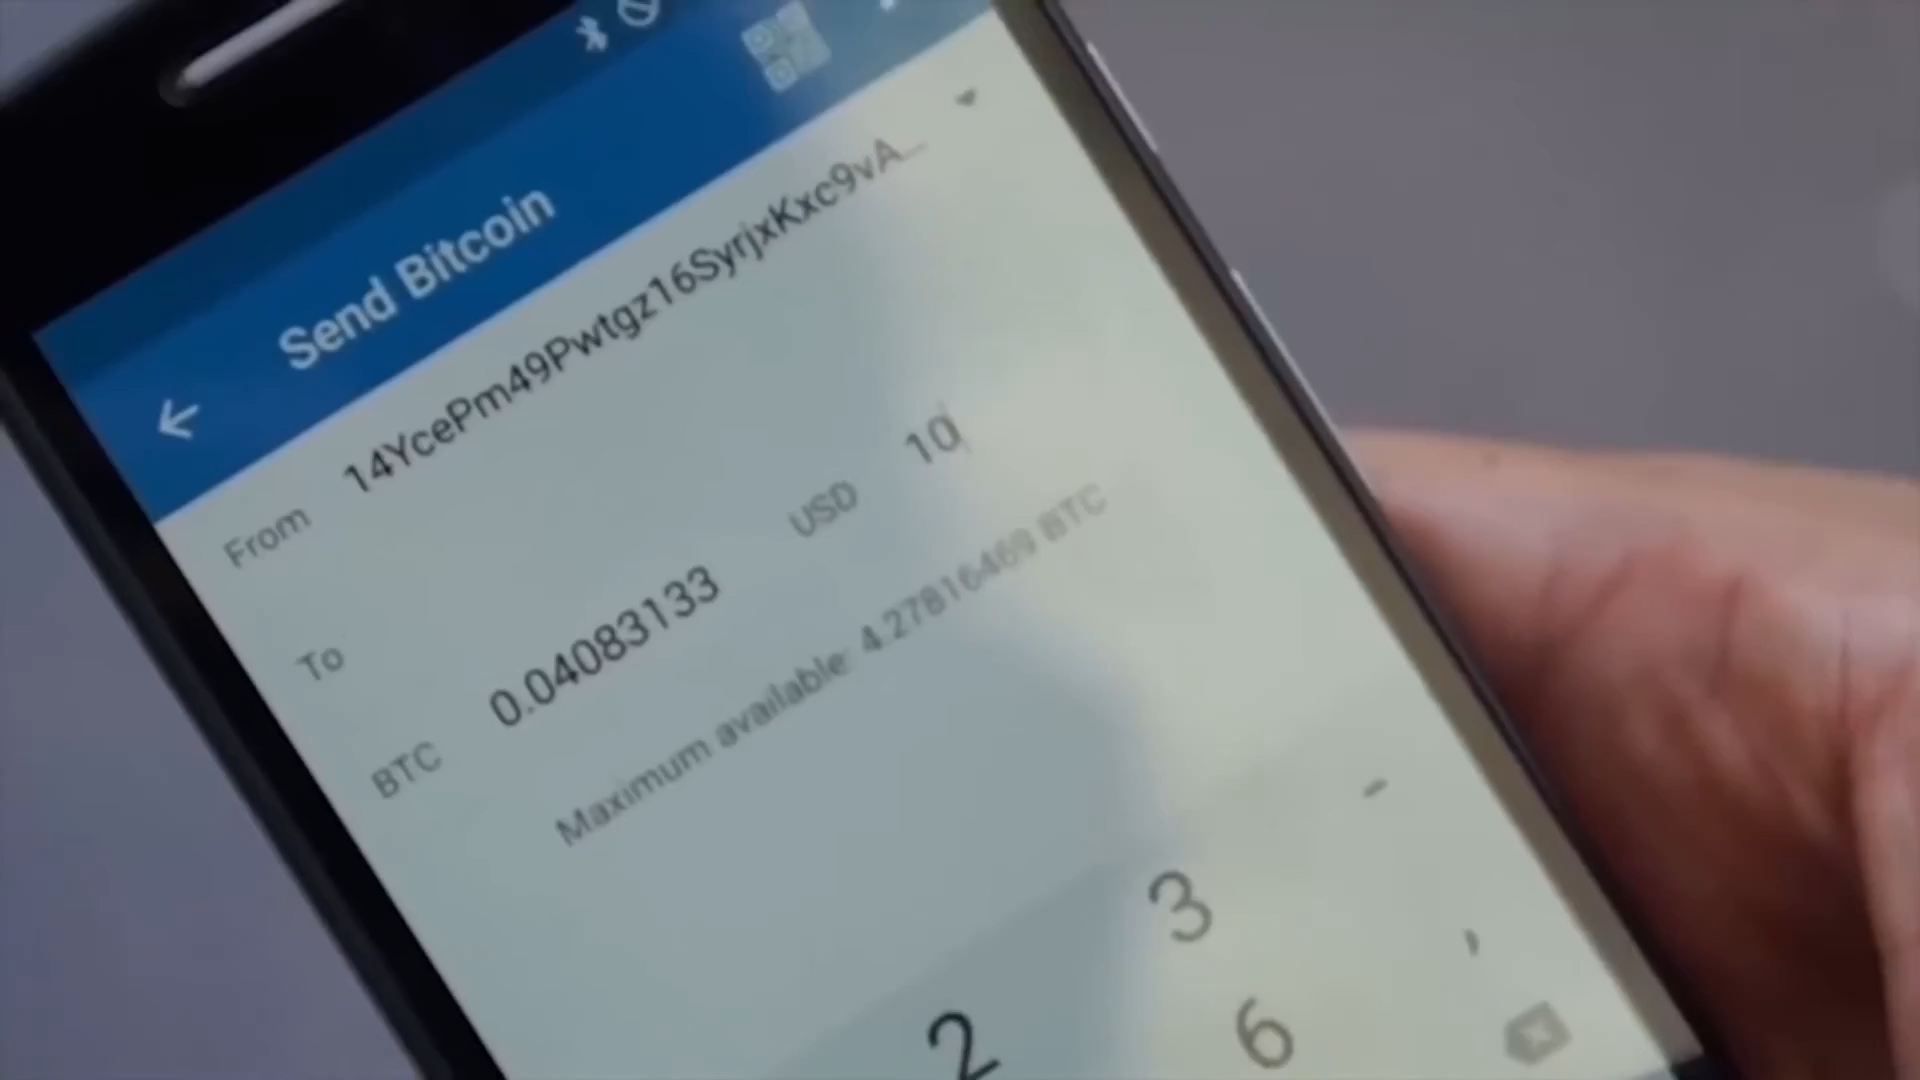 Send Bitcoin
From 14YcePm49Pwtgz16SyrjxKxc9vA...
To
BTC 0.04083133 USD 10
Maximum available: 4.27816469 BTC
3 -
2 6 ,